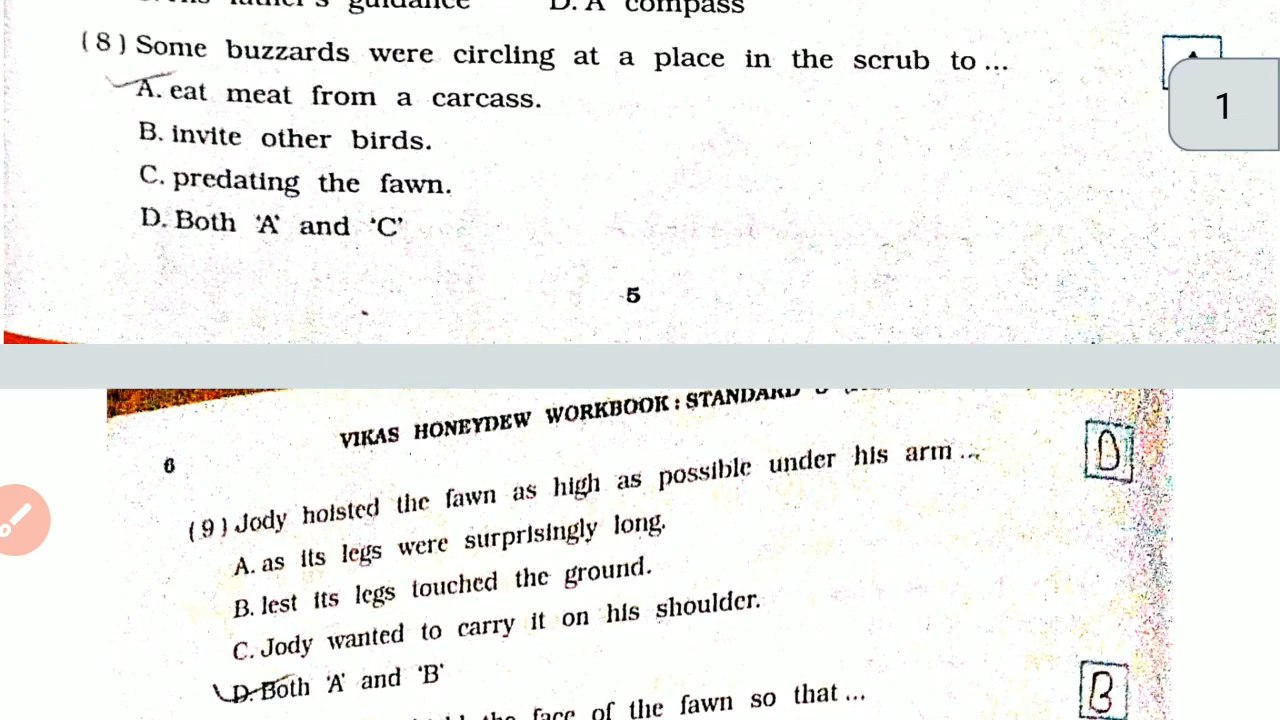 father's guidance D. A compass
(8) Some buzzards were circling at a place in the scrub to ...
A. eat meat from a carcass.
1
B. invite other birds.
C. predating the fawn.
D. Both 'A' and 'C'
5
VIKAS HONEYDEW WORKBOOK : STANDARD
6
D
(9) Jody hoisted the fawn as high as possible under his arm ...
A. as its legs were surprisingly long.
B. lest its legs touched the ground.
C. Jody wanted to carry it on his shoulder.
D. Both 'A' and 'B'
B
the face of the fawn so that ...